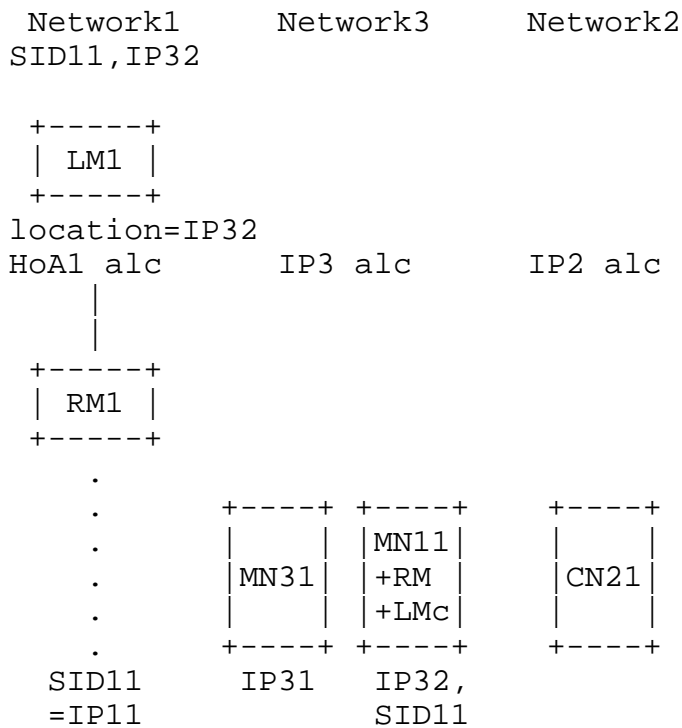 Network1    Network3    Network2
SID11,IP32
LM1
location=IP32
HoA1 alc    IP3 alc    IP2 alc
RM1
MN11
MN31 +RM CN21
+LMc
SID11    IP31    IP32,
=IP11    SID11